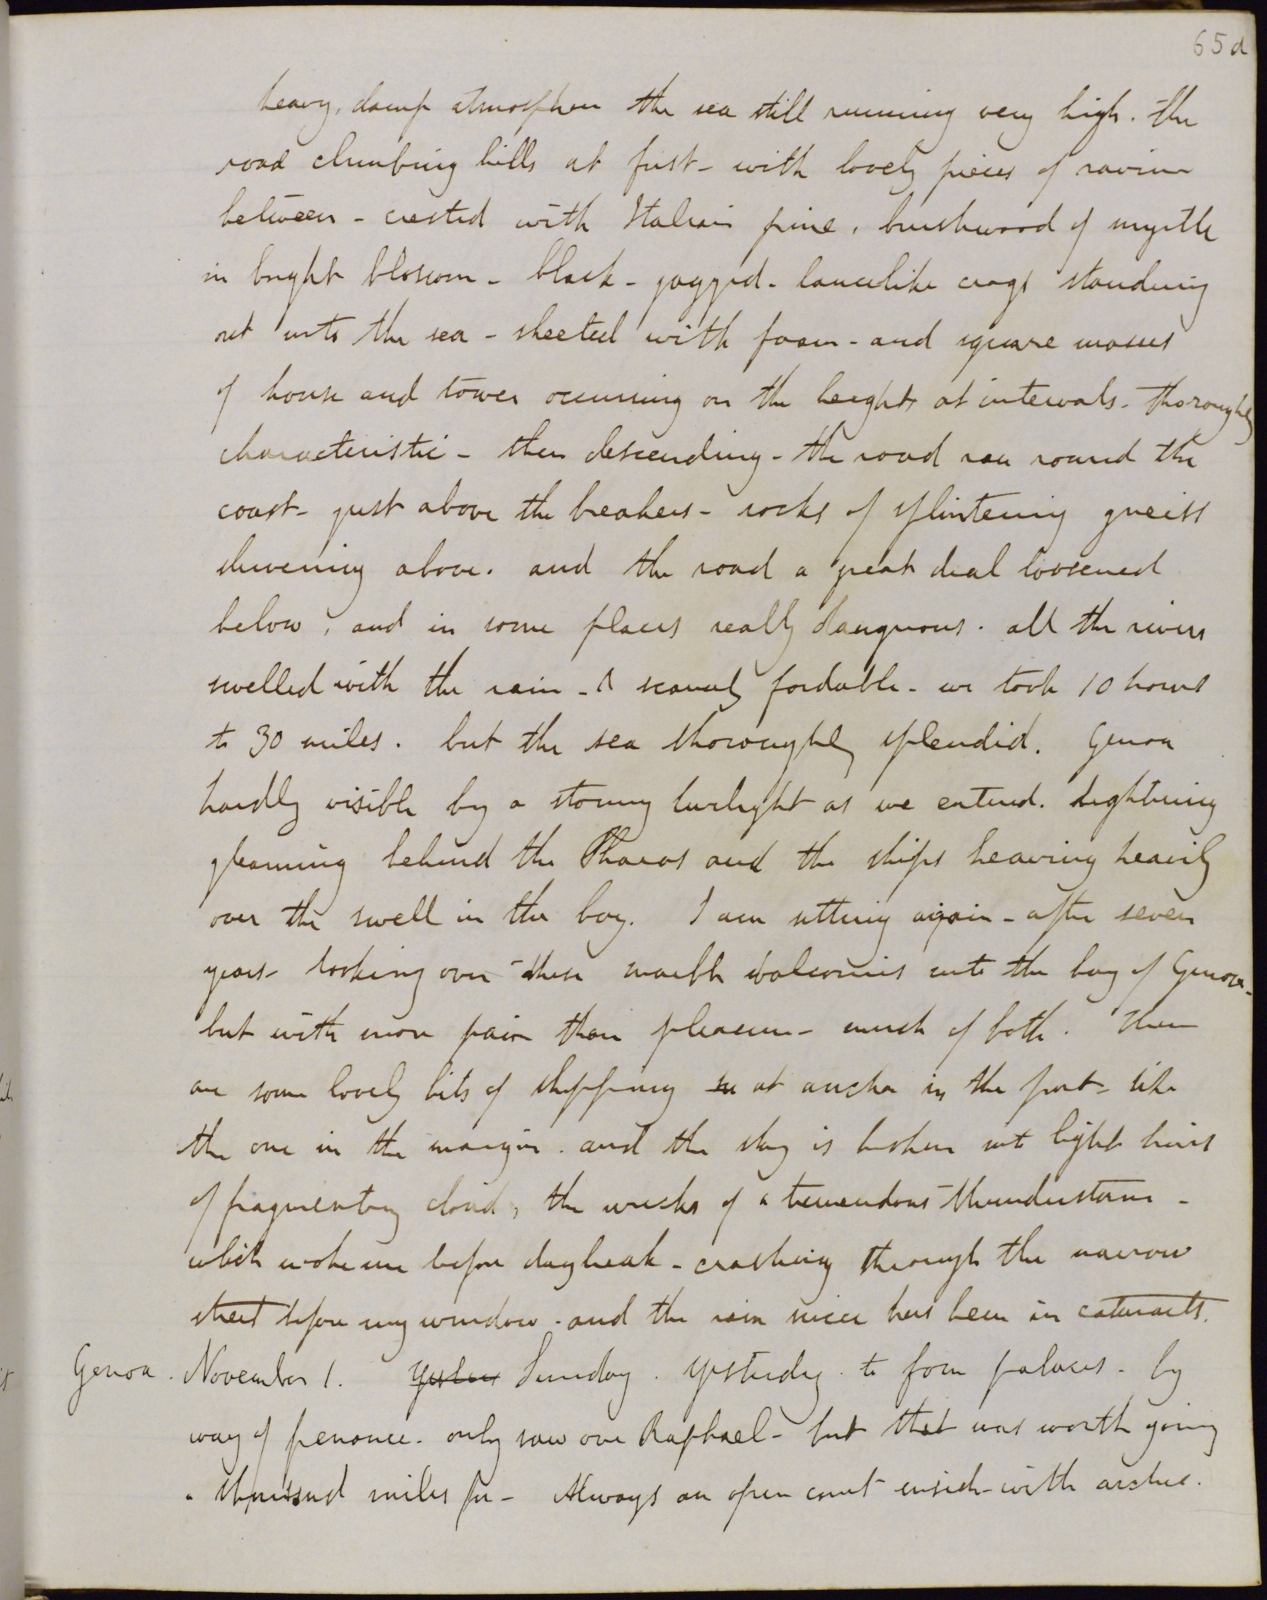 65d
heavy, damp atmosphere the sea still running very high. The
road climbing hills at first - with lovely pieces of ravine
between - crested with Italian pine, brushwood of myrtle
in bright blossom - black - jagged - lancelike crags standing
out into the sea - sheeted with foam - and square masses
of house and tower occurring on the heights at intervals - thoroughly
characteristic - then descending - the road ran round the
coast - just above the breakers - rocks of splintering gneiss
shivering above. and the road a great deal loosened
below, and in some places really dangerous. all the rivers
swelled with the rain - & scarcely fordable - we took 10 hours
to 30 miles. but the sea thoroughly splendid. Genoa
hardly visible by a stormy twilight as we entered. Lightning
gleaming behind the Pharos and the ships heaving heavily
over the swell in the bay. I am sitting again - after seven
years - looking over these marble balconies into the bay of Genoa -
but with more pain than pleasure - much of both. There
are some lovely bits of shipping at anchor in the port - like
the one in the margin. and the sky is broken into light
of fragmentary cloud, the wrecks of a tremendous thunderstorm -
which woke me before daybreak - crashing through the narrow
street before my window - and the rain since has been in cataracts.
Genoa. November 1. Sunday. Yesterday. to four palaces - by
way of penance. only saw one Raphael - but that was worth going
a thousand miles for - Always an open court inside - with arches.